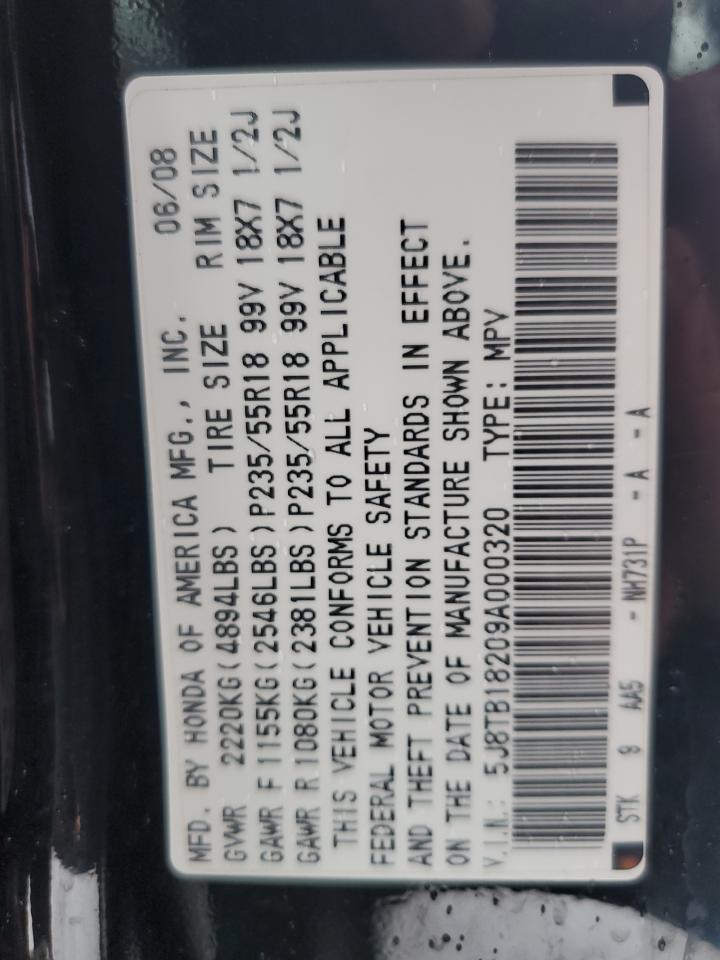 MFD. BY HONDA OF AMERICA MFG., INC. 06/08
GVWR 2220KG(4894LBS) TIRE SIZE RIM SIZE
GAWR F 1155KG(2546LBS)P235/55R18 99V 18X7 1/2J
GAWR R 1080KG(2381LBS)P235/55R18 99V 18X7 1/2J
THIS VEHICLE CONFORMS TO ALL APPLICABLE
FEDERAL MOTOR VEHICLE SAFETY
AND THEFT PREVENTION STANDARDS IN EFFECT
ON THE DATE OF MANUFACTURE SHOWN ABOVE.
V.I.N.: 5J8TB18209A000320 TYPE: MPV
STK 9 AA5 - NH731P - A - A